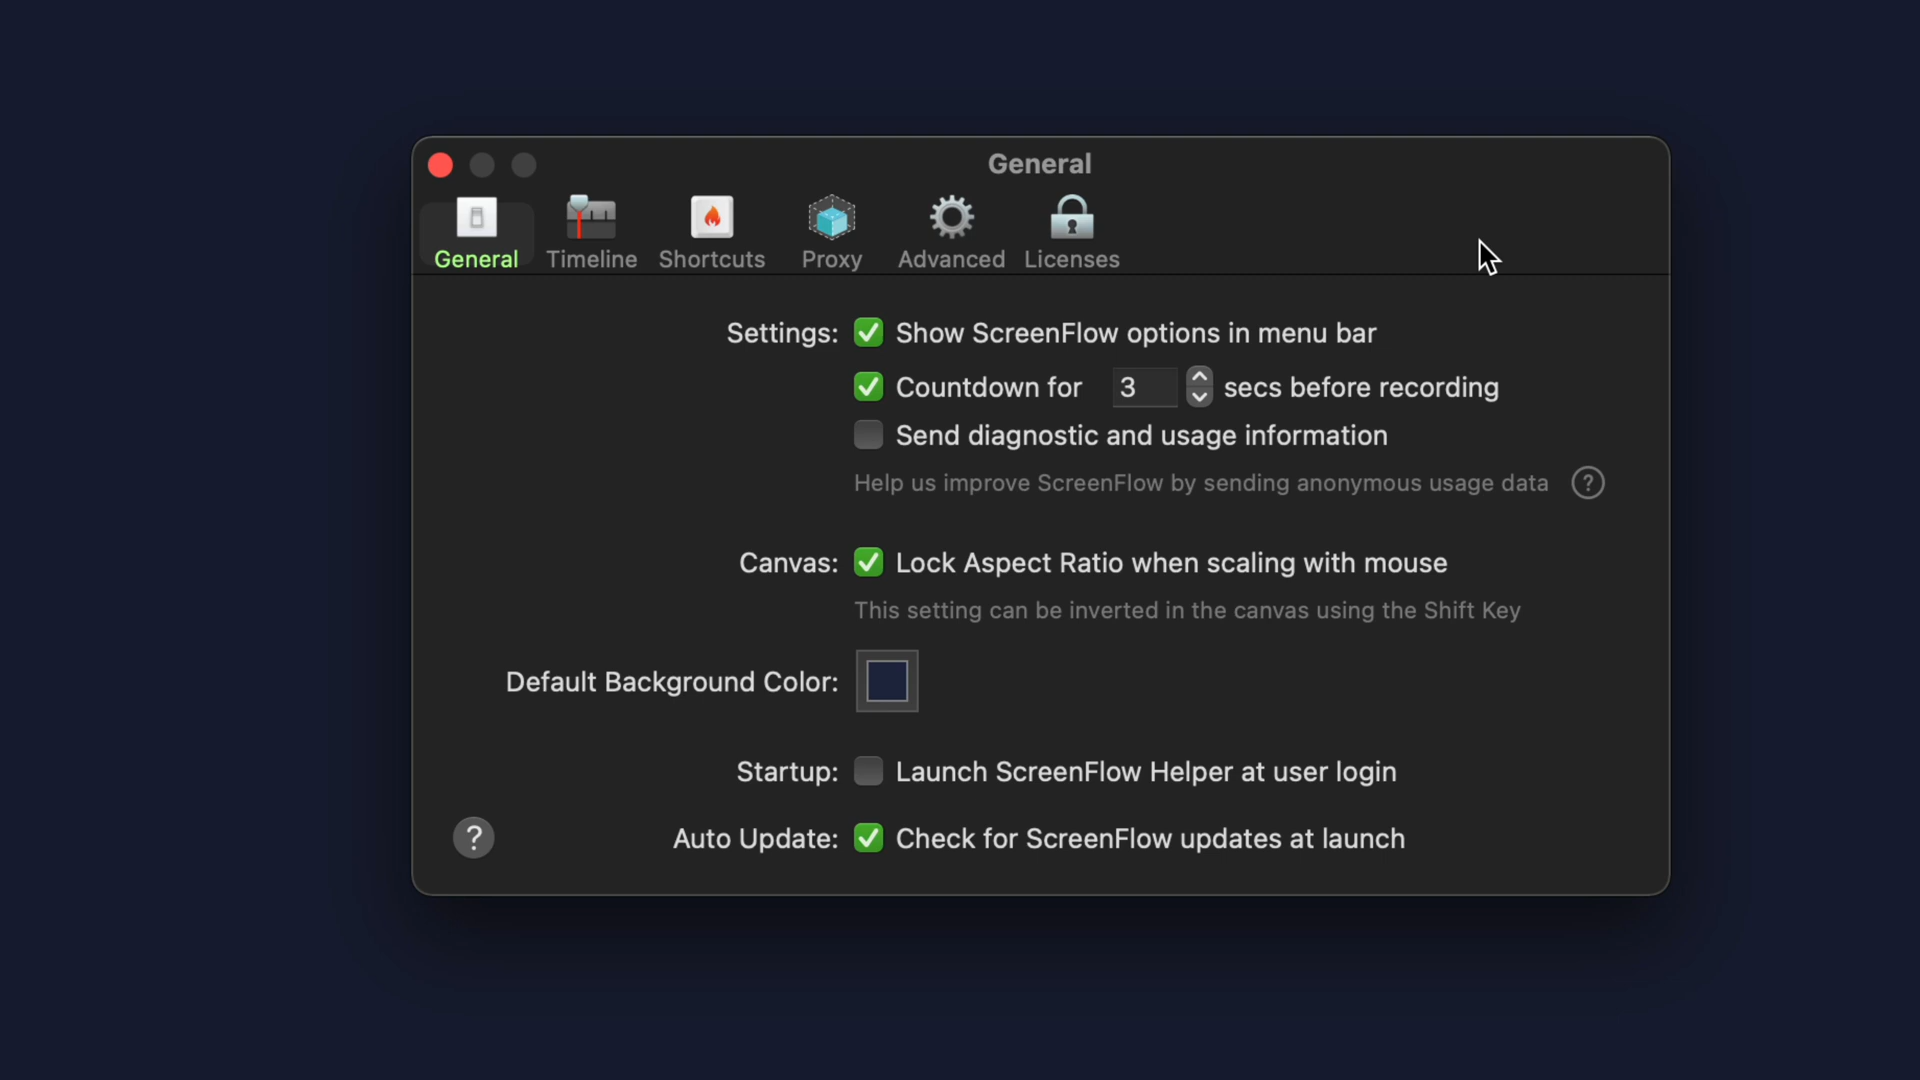 General
General Timeline Shortcuts Proxy Advanced Licenses
Settings: Show ScreenFlow options in menu bar
Countdown for 3 secs before recording
Send diagnostic and usage information
Help us improve ScreenFlow by sending anonymous usage data ?
Canvas: Lock Aspect Ratio when scaling with mouse
This setting can be inverted in the canvas using the Shift Key
Default Background Color:
Startup: Launch ScreenFlow Helper at user login
? Auto Update: Check for ScreenFlow updates at launch